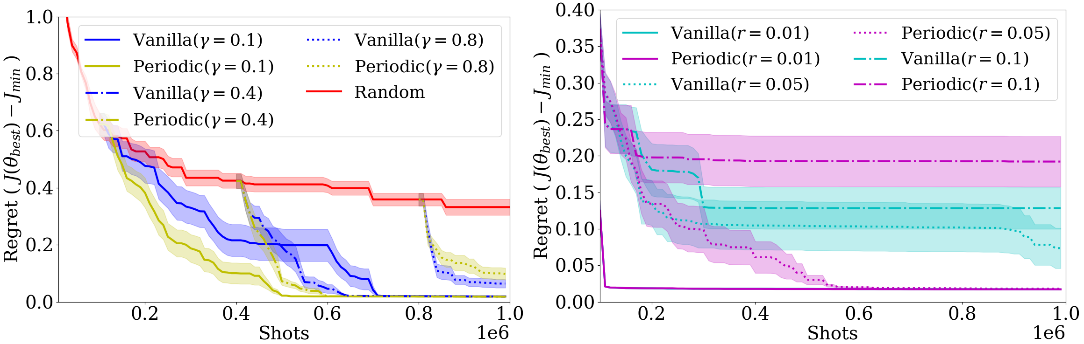 Regret ( J(θbest) − Jmin )
1.0
0.8
0.6
0.4
0.2
0.0
Vanilla(γ = 0.1)
Periodic(γ = 0.1)
Vanilla(γ = 0.4)
Periodic(γ = 0.4)
Vanilla(γ = 0.8)
Periodic(γ = 0.8)
Random
0.2 0.4 0.6 0.8 1.0
1e6
Shots
Regret ( J(θbest) − Jmin )
0.40
0.35
0.30
0.25
0.20
0.15
0.10
0.05
0.00
Vanilla(r = 0.01)
Periodic(r = 0.01)
Vanilla(r = 0.05)
Periodic(r = 0.05)
Vanilla(r = 0.1)
Periodic(r = 0.1)
0.2 0.4 0.6 0.8 1.0
1e6
Shots